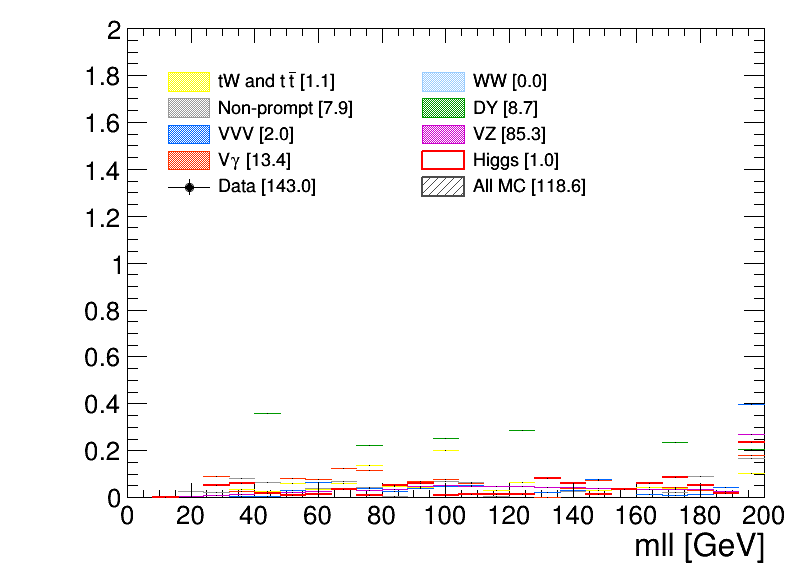 2
1.8
1.6
1.4
1.2
1
0.8
0.6
0.4
0.2
0
tW and t t̄ [1.1]
WW [0.0]
Non-prompt [7.9]
DY [8.7]
VVV [2.0]
VZ [85.3]
Vγ [13.4]
Higgs [1.0]
Data [143.0]
All MC [118.6]
0 20 40 60 80 100 120 140 160 180 200
mll [GeV]